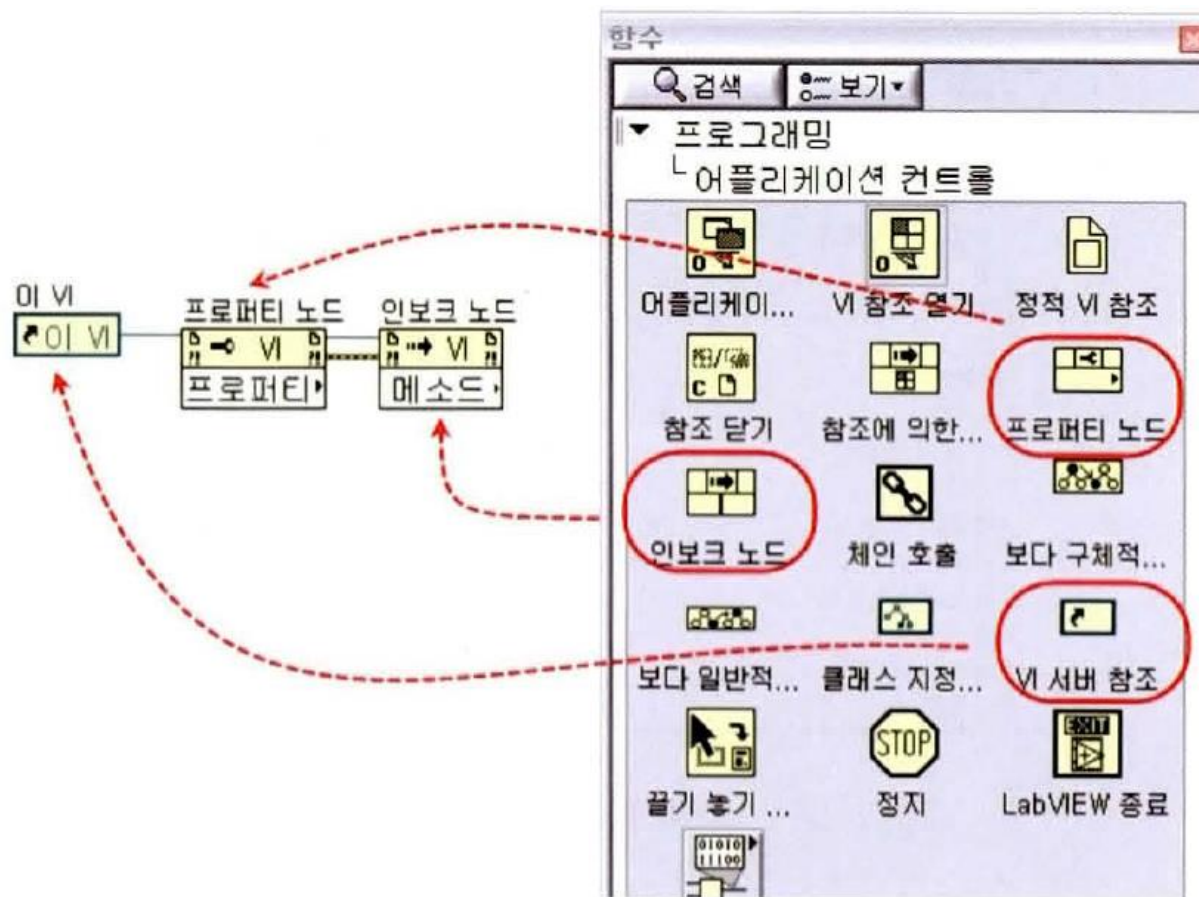 함수
검색 보기
프로그래밍
어플리케이션 컨트롤
어플리케이... VI 참조 열기 정적 VI 참조
참조 닫기 참조에 의한... 프로퍼티 노드
인보크 노드 체인 호출 보다 구체적...
보다 일반적... 클래스 지정... VI 서버 참조
끌기 놓기 ... 정지 LabVIEW 종료
STOP
EXIT
01010
11100
이 VI
이 VI
프로퍼티 노드
VI
프로퍼티
인보크 노드
VI
메소드